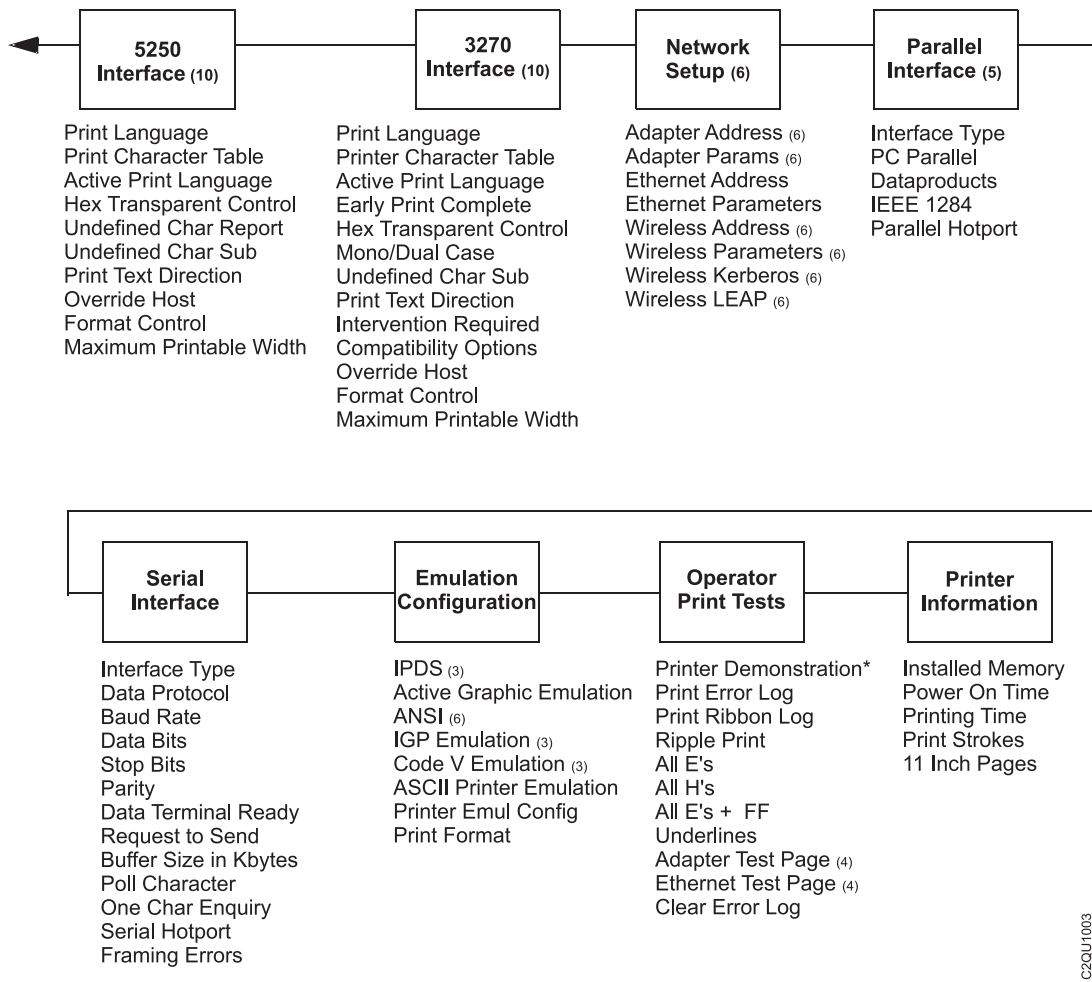 5250
Interface (10)
Print Language
Print Character Table
Active Print Language
Hex Transparent Control
Undefined Char Report
Undefined Char Sub
Print Text Direction
Override Host
Format Control
Maximum Printable Width
3270
Interface (10)
Print Language
Printer Character Table
Active Print Language
Early Print Complete
Hex Transparent Control
Mono/Dual Case
Undefined Char Sub
Print Text Direction
Intervention Required
Compatibility Options
Override Host
Format Control
Maximum Printable Width
Network
Setup (6)
Adapter Address (6)
Adapter Params (6)
Ethernet Address
Ethernet Parameters
Wireless Address (6)
Wireless Parameters (6)
Wireless Kerberos (6)
Wireless LEAP (6)
Parallel
Interface (5)
Interface Type
PC Parallel
Dataproducts
IEEE 1284
Parallel Hotport
Serial
Interface
Interface Type
Data Protocol
Baud Rate
Data Bits
Stop Bits
Parity
Data Terminal Ready
Request to Send
Buffer Size in Kbytes
Poll Character
One Char Enquiry
Serial Hotport
Framing Errors
Emulation
Configuration
IPDS (3)
Active Graphic Emulation
ANSI (6)
IGP Emulation (3)
Code V Emulation (3)
ASCII Printer Emulation
Printer Emul Config
Print Format
Operator
Print Tests
Printer Demonstration*
Print Error Log
Print Ribbon Log
Ripple Print
All E's
All H's
All E's + FF
Underlines
Adapter Test Page (4)
Ethernet Test Page (4)
Clear Error Log
Printer
Information
Installed Memory
Power On Time
Printing Time
Print Strokes
11 Inch Pages
C2QU1003